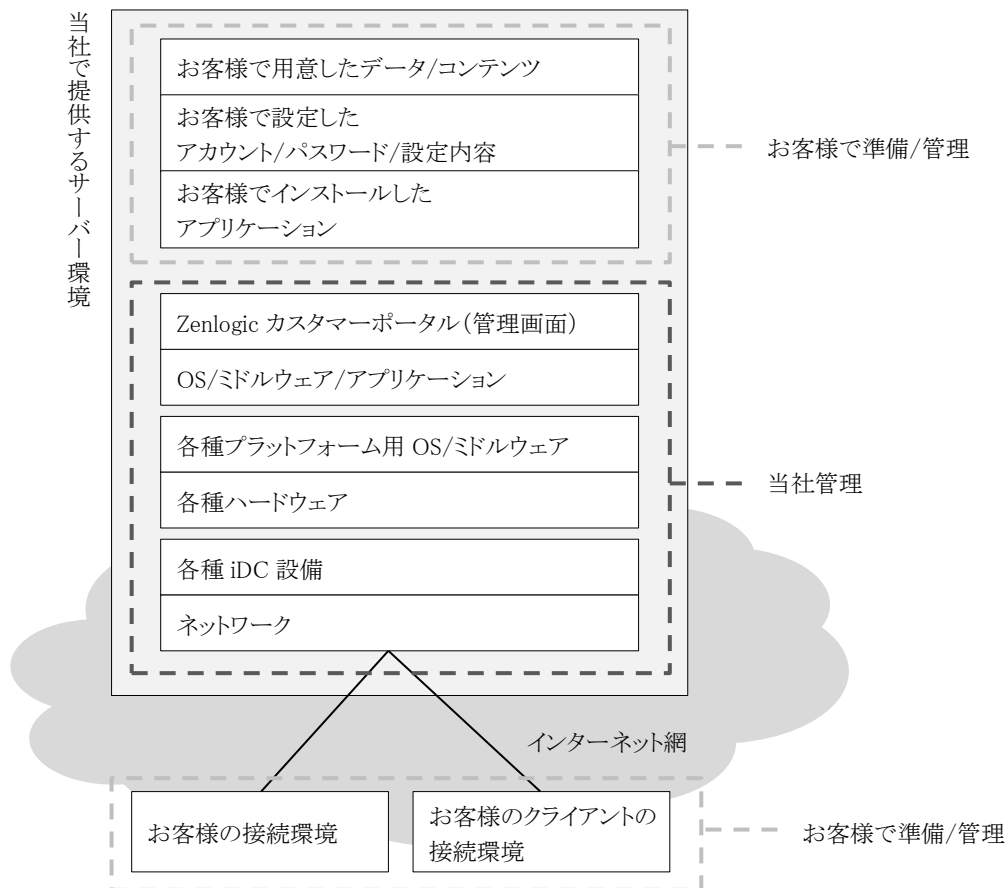 当社で提供するサーバー環境
お客様で用意したデータ/コンテンツ
お客様で設定した
アカウント/パスワード/設定内容
お客様でインストールした
アプリケーション
お客様で準備/管理
Zenlogic カスタマーポータル（管理画面）
OS/ミドルウェア/アプリケーション
各種プラットフォーム用 OS/ミドルウェア
各種ハードウェア
当社管理
各種 iDC 設備
ネットワーク
インターネット網
お客様の接続環境
お客様のクライアントの
接続環境
お客様で準備/管理